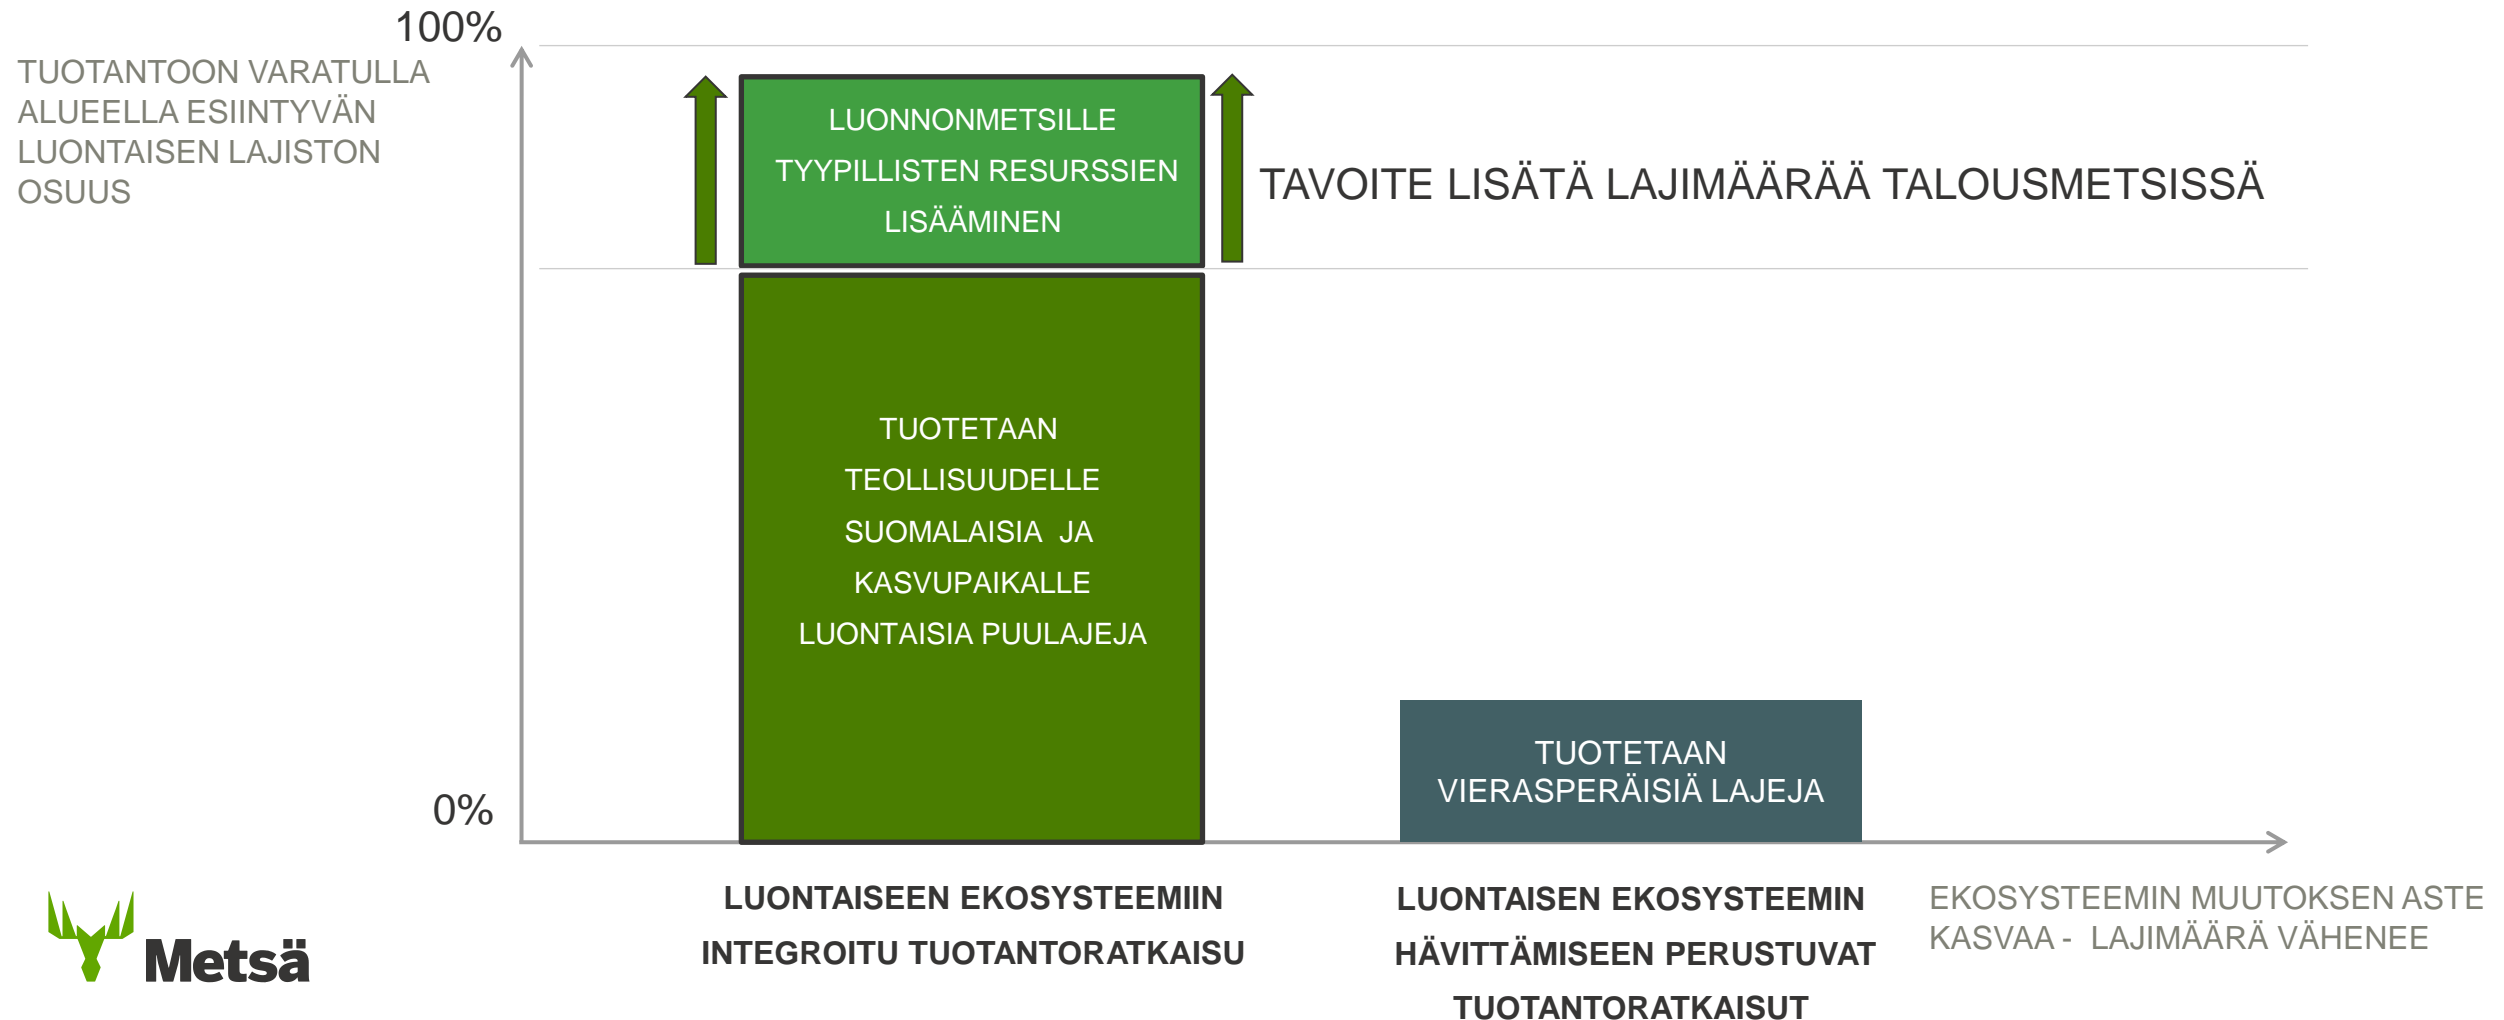 100%
TUOTANTOON VARATULLA
ALUEELLA ESIINTYVÄN
LUONTAISEN LAJISTON
OSUUS
LUONNONMETSILLE
TYYPILLISTEN RESURSSIEN
LISÄÄMINEN
TAVOITE LISÄTÄ LAJIMÄÄRÄÄ TALOUSMETSISSÄ
TUOTETAAN
TEOLLISUUDELLE
SUOMALAISIA JA
KASVUPAIKALLE
LUONTAISIA PUULAJEJA
TUOTETAAN
VIERASPERÄISIÄ LAJEJA
0%
LUONTAISEEN EKOSYSTEEMIIN
INTEGROITU TUOTANTORATKAISU
LUONTAISEN EKOSYSTEEMIN
HÄVITTÄMISEEN PERUSTUVAT
TUOTANTORATKAISUT
EKOSYSTEEMIN MUUTOKSEN ASTE
KASVAA - LAJIMÄÄRÄ VÄHENEE
Metsä